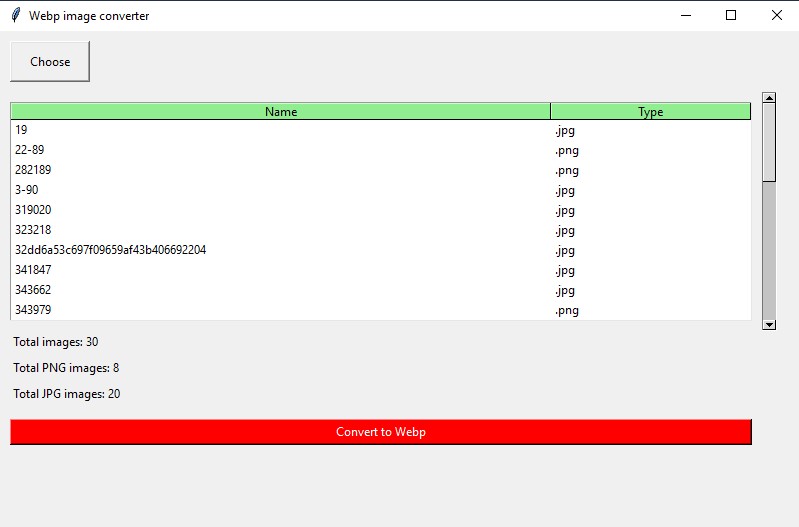 Webp image converter
Choose
Name Type
19 .jpg
22-89 .png
282189 .png
3-90 .jpg
319020 .jpg
323218 .jpg
32dd6a53c697f09659af43b406692204 .jpg
341847 .jpg
343662 .jpg
343979 .png
Total images: 30
Total PNG images: 8
Total JPG images: 20
Convert to Webp